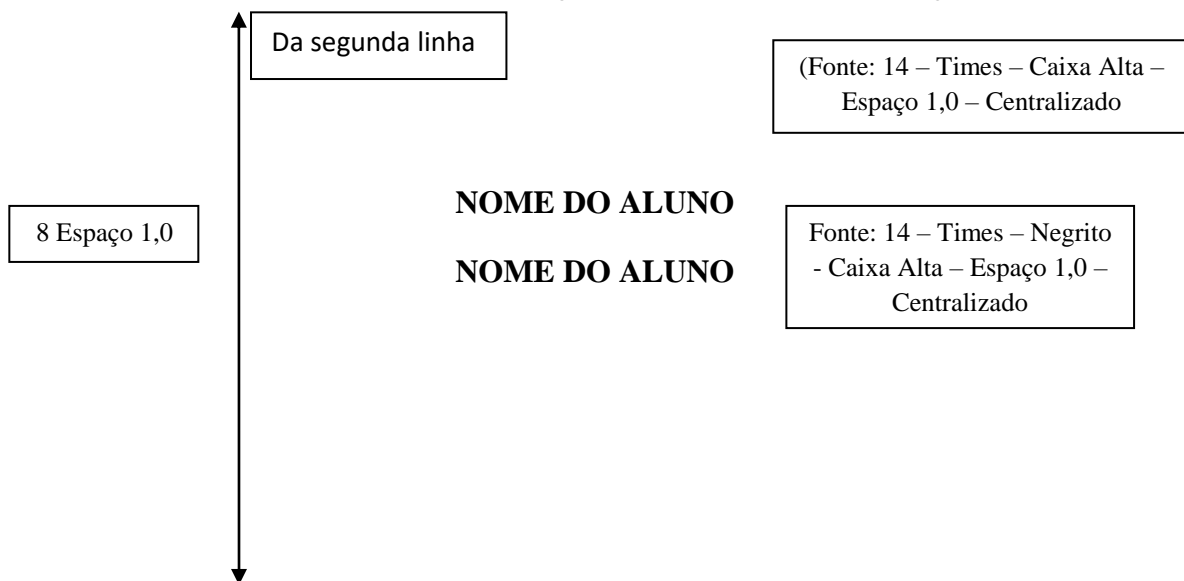 Da segunda linha
(Fonte: 14 – Times – Caixa Alta –
Espaço 1,0 – Centralizado
NOME DO ALUNO
8 Espaço 1,0
Fonte: 14 – Times – Negrito
- Caixa Alta – Espaço 1,0 –
Centralizado
NOME DO ALUNO